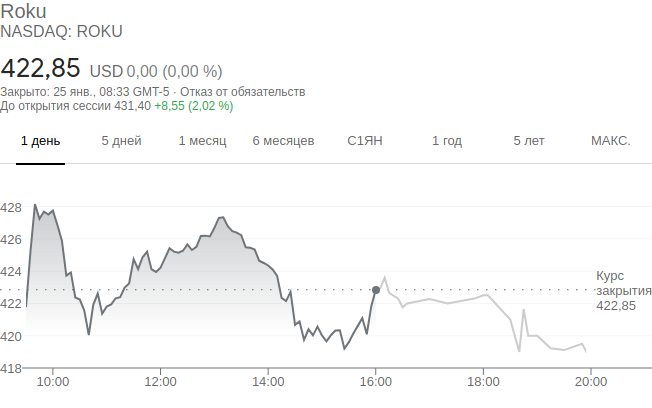 Roku
NASDAQ: ROKU
422,85 USD 0,00 (0,00 %)
Закрыто: 25 янв., 08:33 GMT-5 · Отказ от обязательств
До открытия сессии 431,40 +8,55 (2,02 %)
1 день 5 дней 1 месяц 6 месяцев С1ЯН 1 год 5 лет МАКС.
428
426
424
422
420
418
Курс
закрытия
422,85
10:00 12:00 14:00 16:00 18:00 20:00